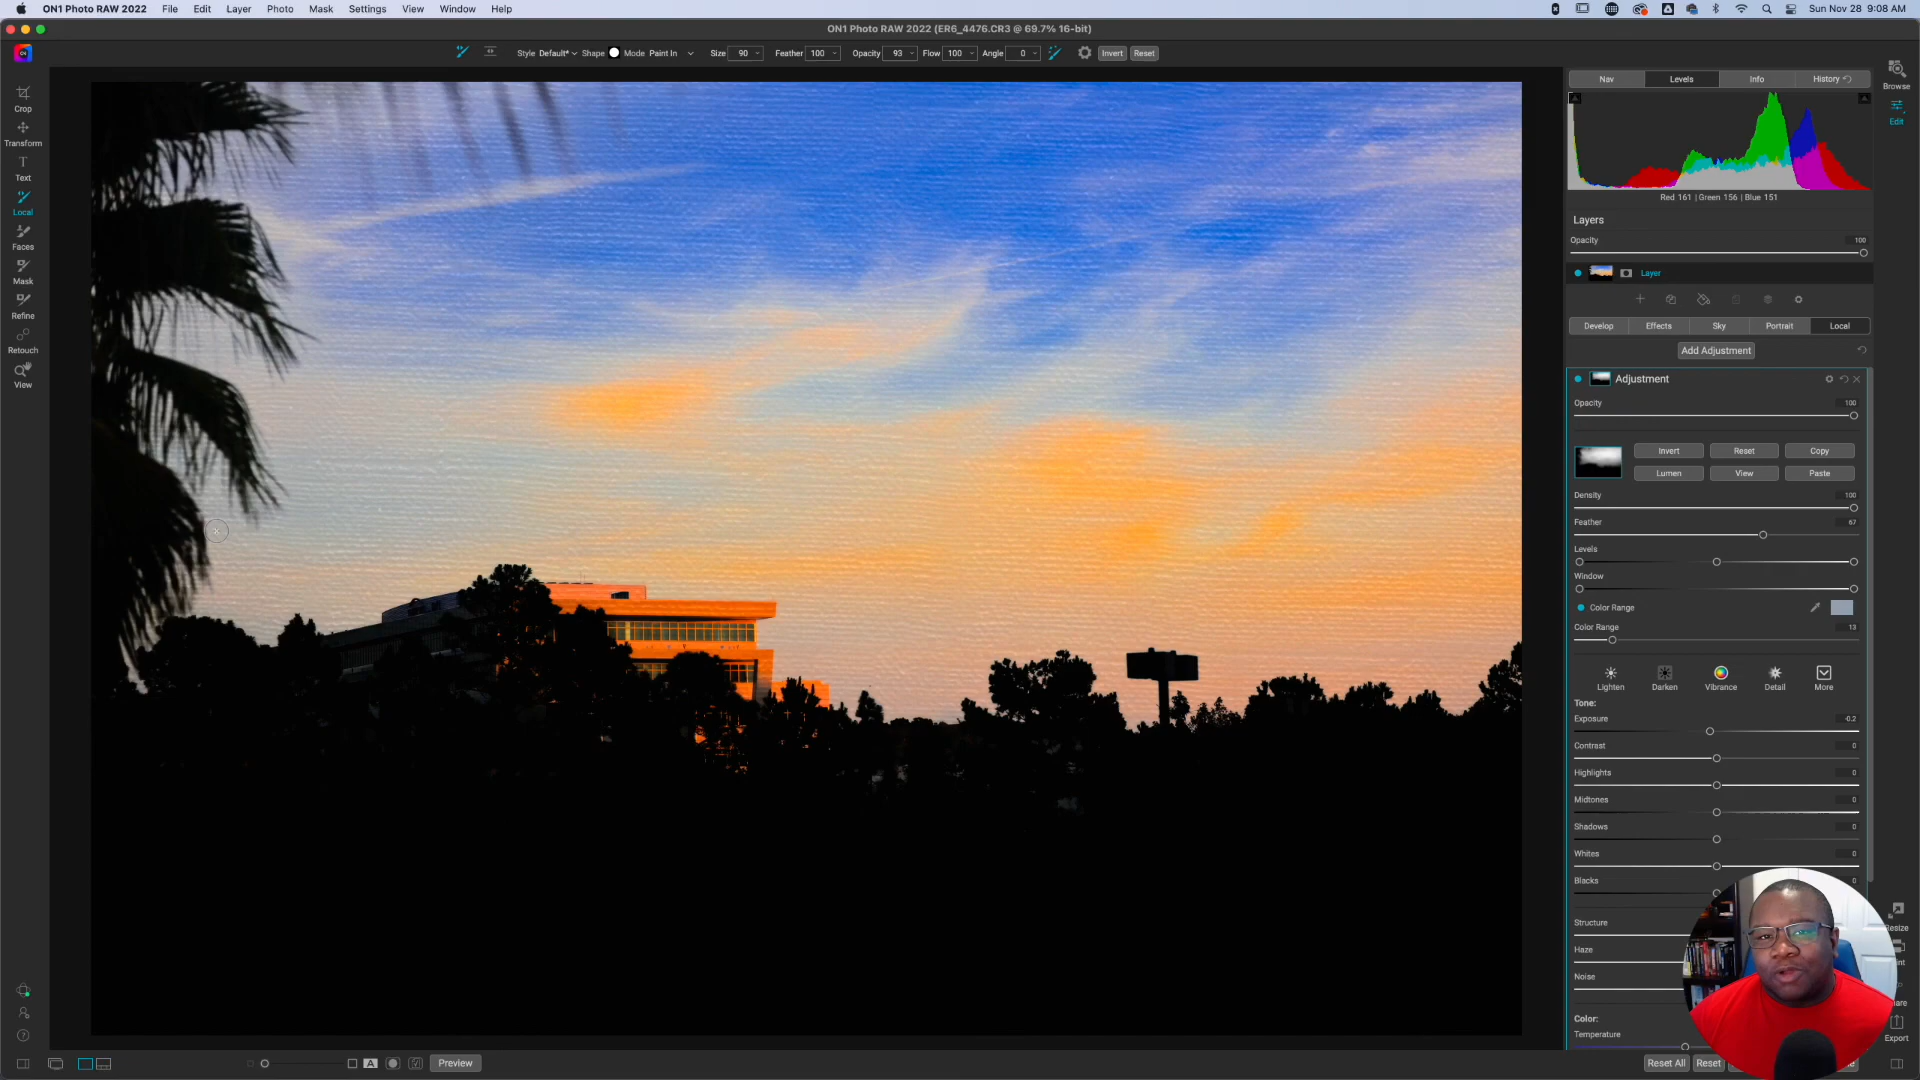 ON1 Photo RAW 2022 File Edit Layer Photo Mask Settings View Window Help Sun Nov 28 9:08 AM
ON1 Photo RAW 2022 (ER6_4476.CR3 @ 69.7% 16-bit)
Style Default* Shape Mode Paint In Size 90 Feather 100 Opacity 93 Flow 100 Angle 0 Invert Reset
Crop
Transform
Text
Local
Faces
Mask
Refine
Retouch
View
Nav Levels Info History
Browse
Edit
Red 161 | Green 156 | Blue 151
Layers
Opacity 100
Layer
Develop Effects Sky Portrait Local
Add Adjustment
Adjustment
Opacity 100
Invert Reset Copy
Lumen View Paste
Density 100
Feather 67
Levels
Window
Color Range
Color Range 13
Lighten Darken Vibrance Detail More
Tone:
Exposure -0.2
Contrast 0
Highlights 0
Midtones 0
Shadows 0
Whites 0
Blacks 0
Structure
Haze
Noise
Color:
Temperature
Export
A Preview
Reset All Reset